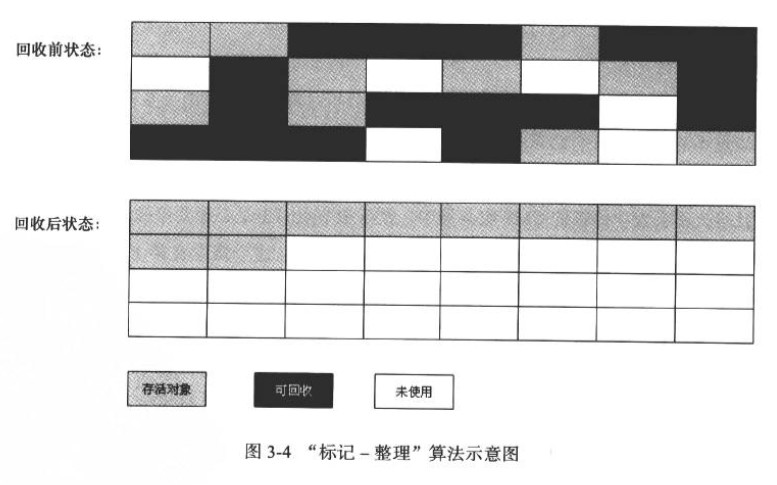 回收前状态：
回收后状态：
存活对象
可回收
未使用
图 3-4 “标记 – 整理”算法示意图